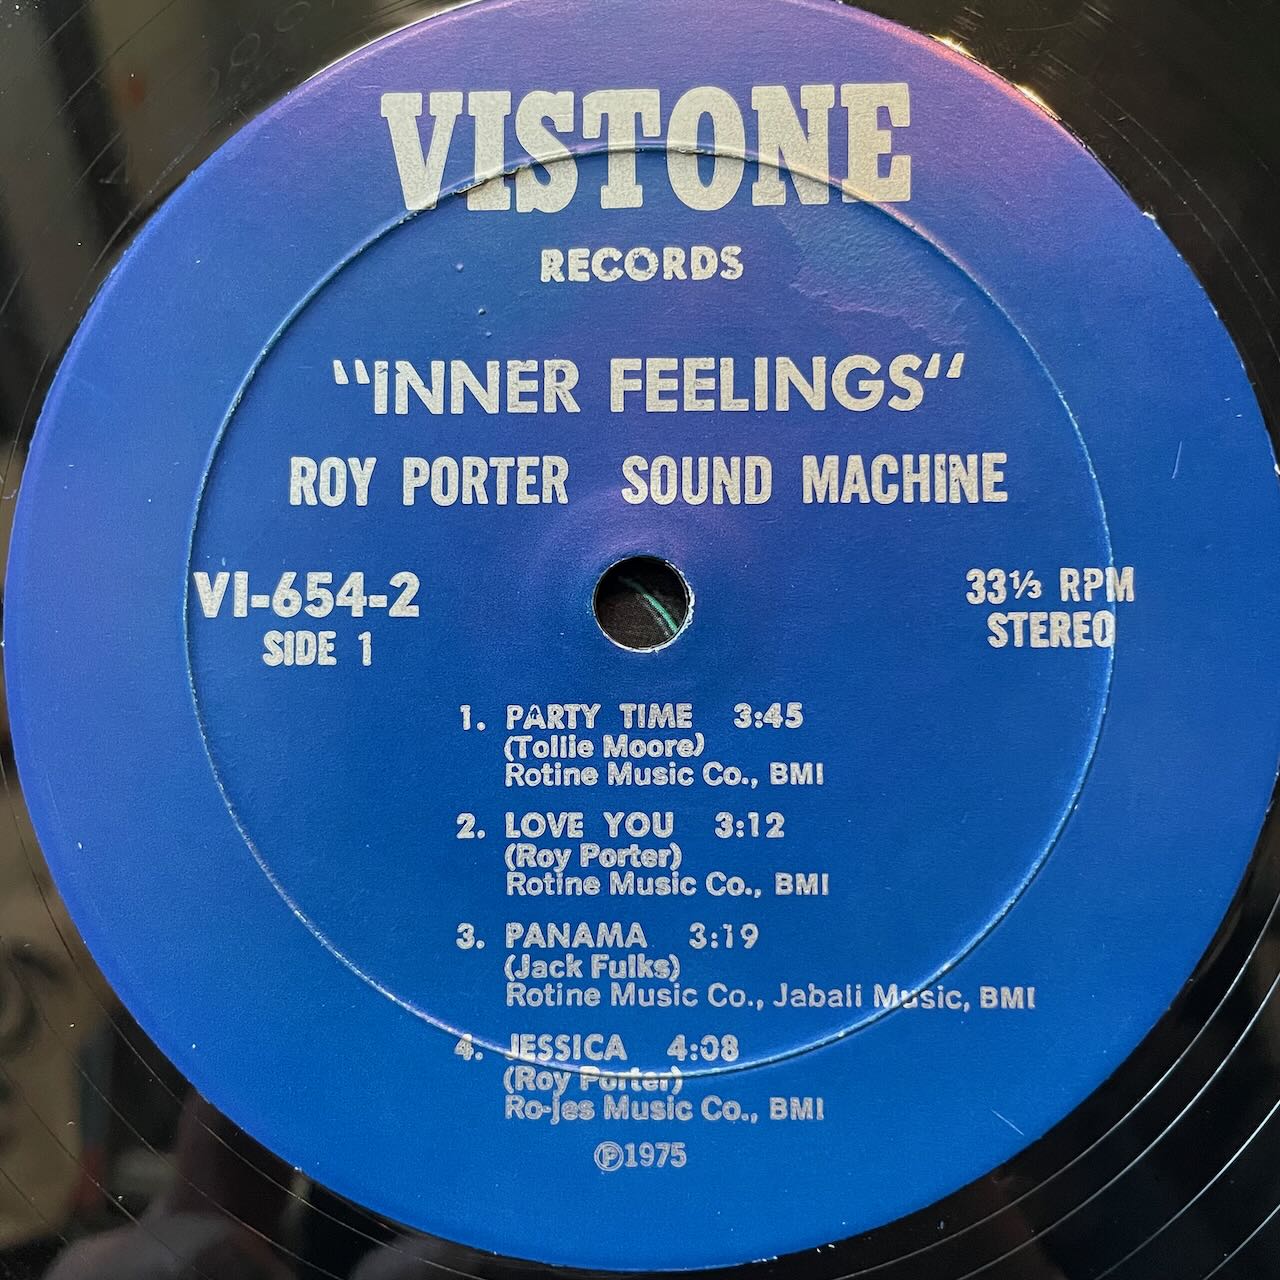 VISTONE
RECORDS
"INNER FEELINGS"
ROY PORTER SOUND MACHINE
VI-654-2
SIDE 1
33⅓ RPM
STEREO
1. PARTY TIME 3:45
(Tollie Moore)
Rotine Music Co., BMI
2. LOVE YOU 3:12
(Roy Porter)
Rotine Music Co., BMI
3. PANAMA 3:19
(Jack Fulks)
Rotine Music Co., Jabali Music, BMI
4. JESSICA 4:08
(Roy Porter)
Ro-jes Music Co., BMI
℗1975